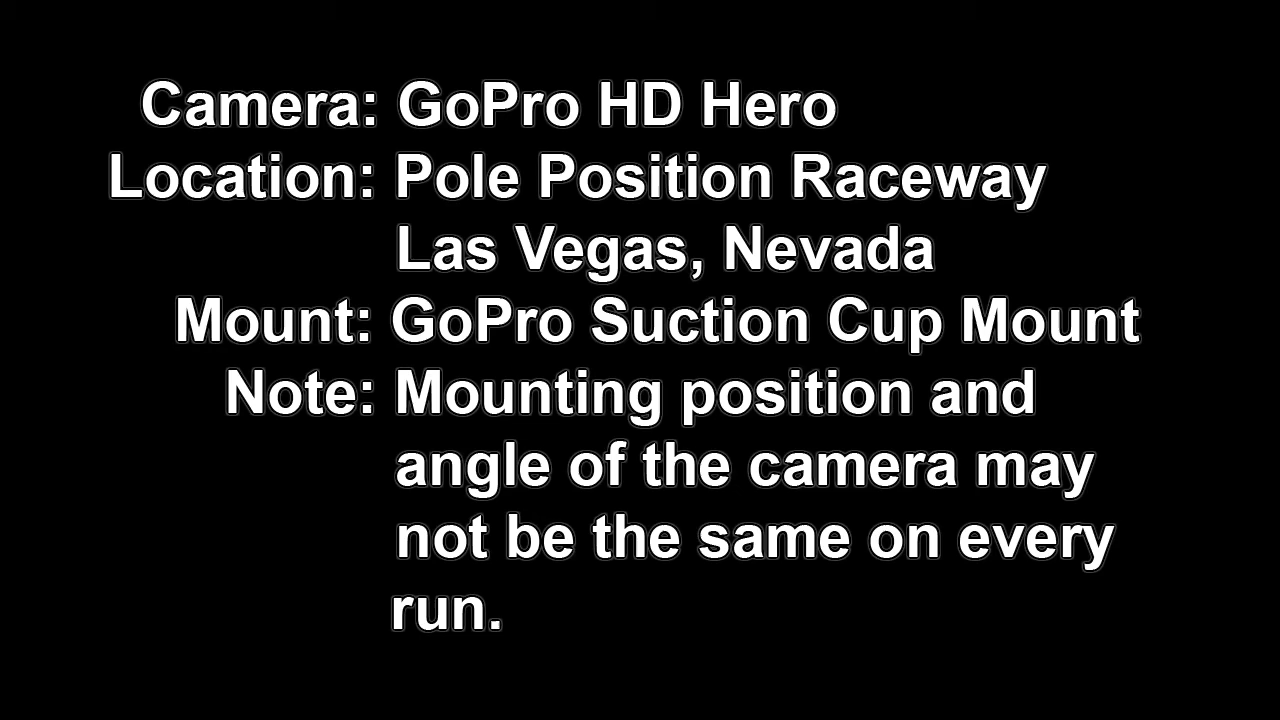 Camera: GoPro HD Hero
Location: Pole Position Raceway
Las Vegas, Nevada
Mount: GoPro Suction Cup Mount
Note: Mounting position and
angle of the camera may
not be the same on every
run.